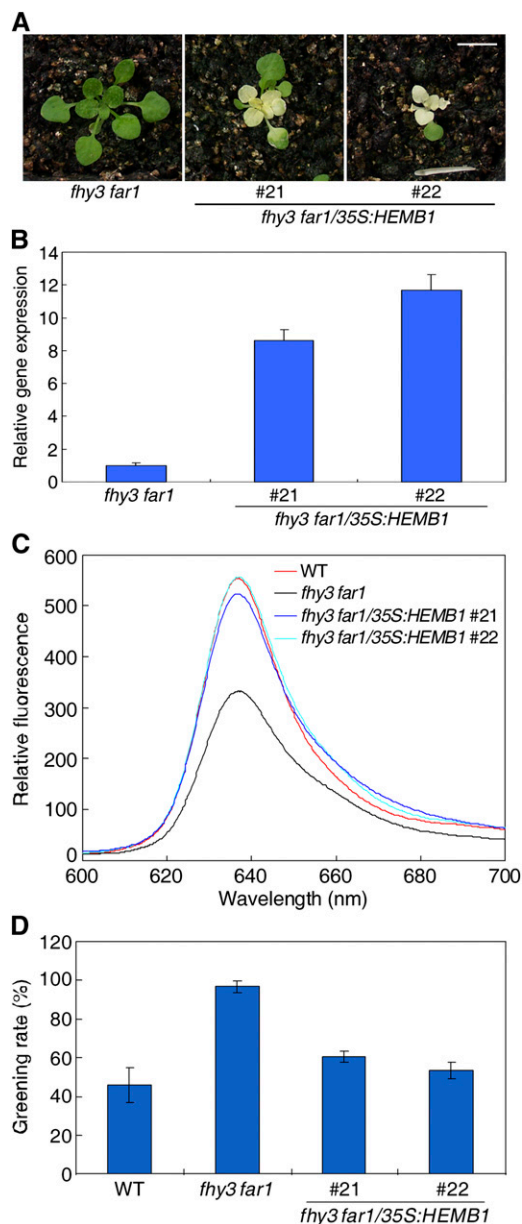 A
fhy3 far1
#21
#22
fhy3 far1/35S:HEMB1
B
Relative gene expression
14
12
10
8
6
4
2
0
fhy3 far1
#21
#22
fhy3 far1/35S:HEMB1
C
Relative fluorescence
600
500
400
300
200
100
0
WT
fhy3 far1
fhy3 far1/35S:HEMB1 #21
fhy3 far1/35S:HEMB1 #22
600
620
640
660
680
700
Wavelength (nm)
D
Greening rate (%)
120
100
80
60
40
20
0
WT
fhy3 far1
#21
#22
fhy3 far1/35S:HEMB1